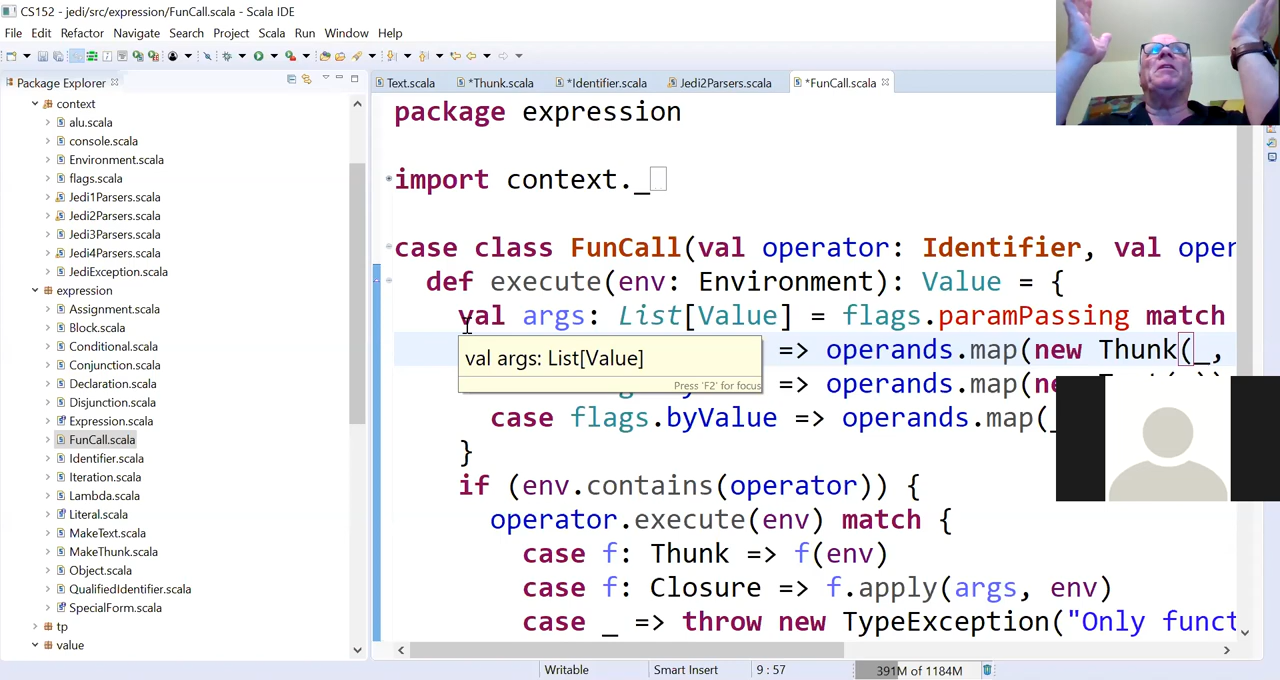 CS152 - jedi/src/expression/FunCall.scala - Scala IDE
File Edit Refactor Navigate Search Project Scala Run Window Help
Package Explorer
Text.scala *Thunk.scala *Identifier.scala Jedi2Parsers.scala *FunCall.scala
context
alu.scala
console.scala
Environment.scala
flags.scala
Jedi1Parsers.scala
Jedi2Parsers.scala
Jedi3Parsers.scala
Jedi4Parsers.scala
JediException.scala
expression
Assignment.scala
Block.scala
Conditional.scala
Conjunction.scala
Declaration.scala
Disjunction.scala
Expression.scala
FunCall.scala
Identifier.scala
Iteration.scala
Lambda.scala
Literal.scala
MakeText.scala
MakeThunk.scala
Object.scala
QualifiedIdentifier.scala
SpecialForm.scala
tp
value
package expression
import context._
case class FunCall(val operator: Identifier, val oper
def execute(env: Environment): Value = {
val args: List[Value] = flags.paramPassing match
=> operands.map(new Thunk(_,
val args: List[Value]
Press 'F2' for focus
=> operands.map(
case flags.byValue => operands.map(_
}
if (env.contains(operator)) {
operator.execute(env) match {
case f: Thunk => f(env)
case f: Closure => f.apply(args, env)
case _ => throw new TypeException("Only funct
Writable Smart Insert 9 : 57 391M of 1184M